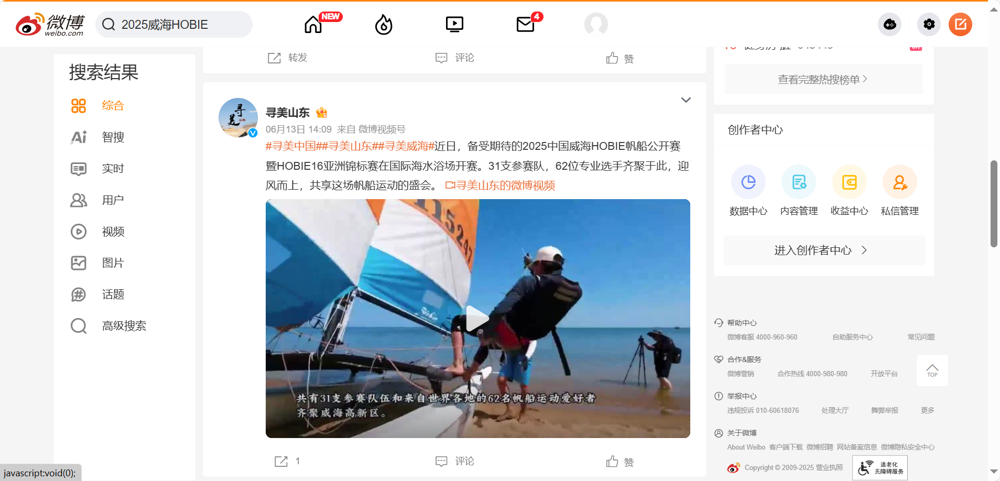 微博
weibo.com
2025威海HOBIE
NEW
4
搜索结果
综合
智搜
实时
用户
视频
图片
话题
高级搜索
转发
评论
赞
寻美山东
06月13日 14:09 来自 微博视频号
#寻美中国##寻美山东##寻美威海#近日，备受期待的2025中国威海HOBIE帆船公开赛
暨HOBIE16亚洲锦标赛在国际海水浴场开赛。31支参赛队，62位专业选手齐聚于此，迎
风而上，共享这场帆船运动的盛会。 寻美山东的微博视频
共有31支参赛队伍和来自世界各地的62名帆船运动爱好者
齐聚威海高新区。
1
评论
赞
查看完整热搜榜单
创作者中心
数据中心 内容管理 收益中心 私信管理
进入创作者中心
帮助中心
微博客服 4000-960-960 自助服务中心 常见问题
合作&服务
微博营销 合作热线 4000-980-980 开放平台
TOP
举报中心
违规投诉 010-60618076 处理大厅 舞弊举报 更多
关于微博
About Weibo 客户端下载 微博招聘 网站备案信息 微博隐私安全中心
Copyright © 2009-2025 营业执照
适老化
无障碍服务
javascript:void(0);